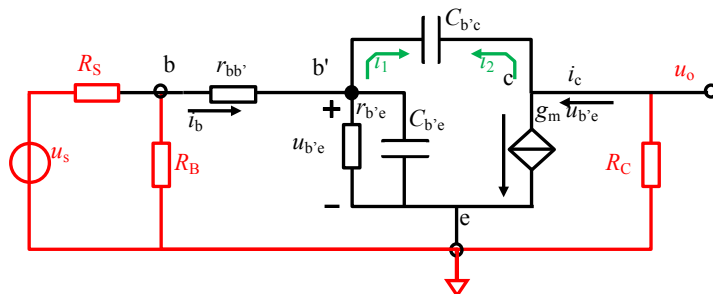 C_b'c
R_S
b
r_bb'
b'
i_1
i_2
c
i_c
u_o
i_b
+
r_b'e
C_b'e
g_m u_b'e
u_s
R_B
u_b'e
R_C
−
e